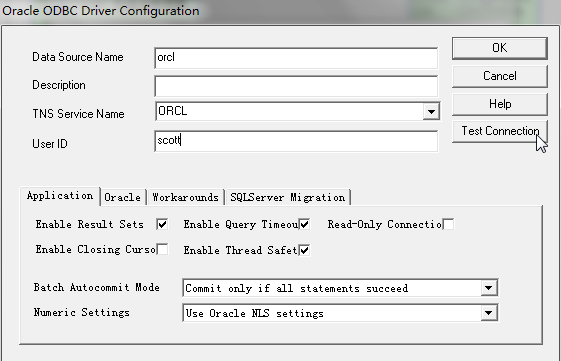 Oracle ODBC Driver Configuration
Data Source Name orcl OK
Description Cancel
TNS Service Name ORCL Help
User ID scott Test Connection
Application Oracle Workarounds SQLServer Migration
Enable Result Sets Enable Query Timeou Read-Only Connectio
Enable Closing Curso Enable Thread Safet
Batch Autocommit Mode Commit only if all statements succeed
Numeric Settings Use Oracle NLS settings